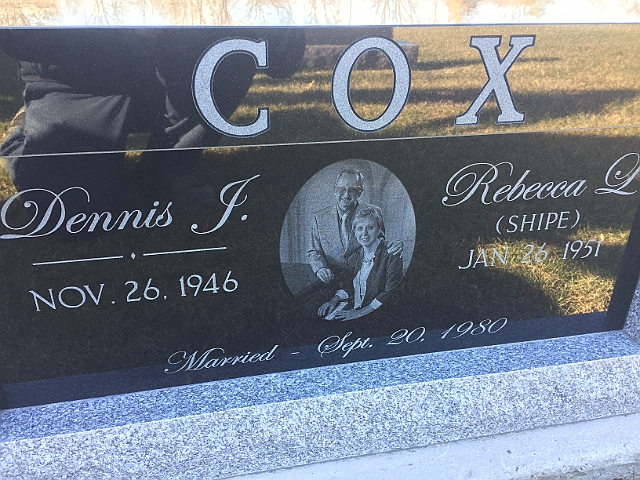 COX
Dennis J.
NOV. 26, 1946
Rebecca L
(SHIPE)
JAN. 26, 1951
Married - Sept. 20, 1980